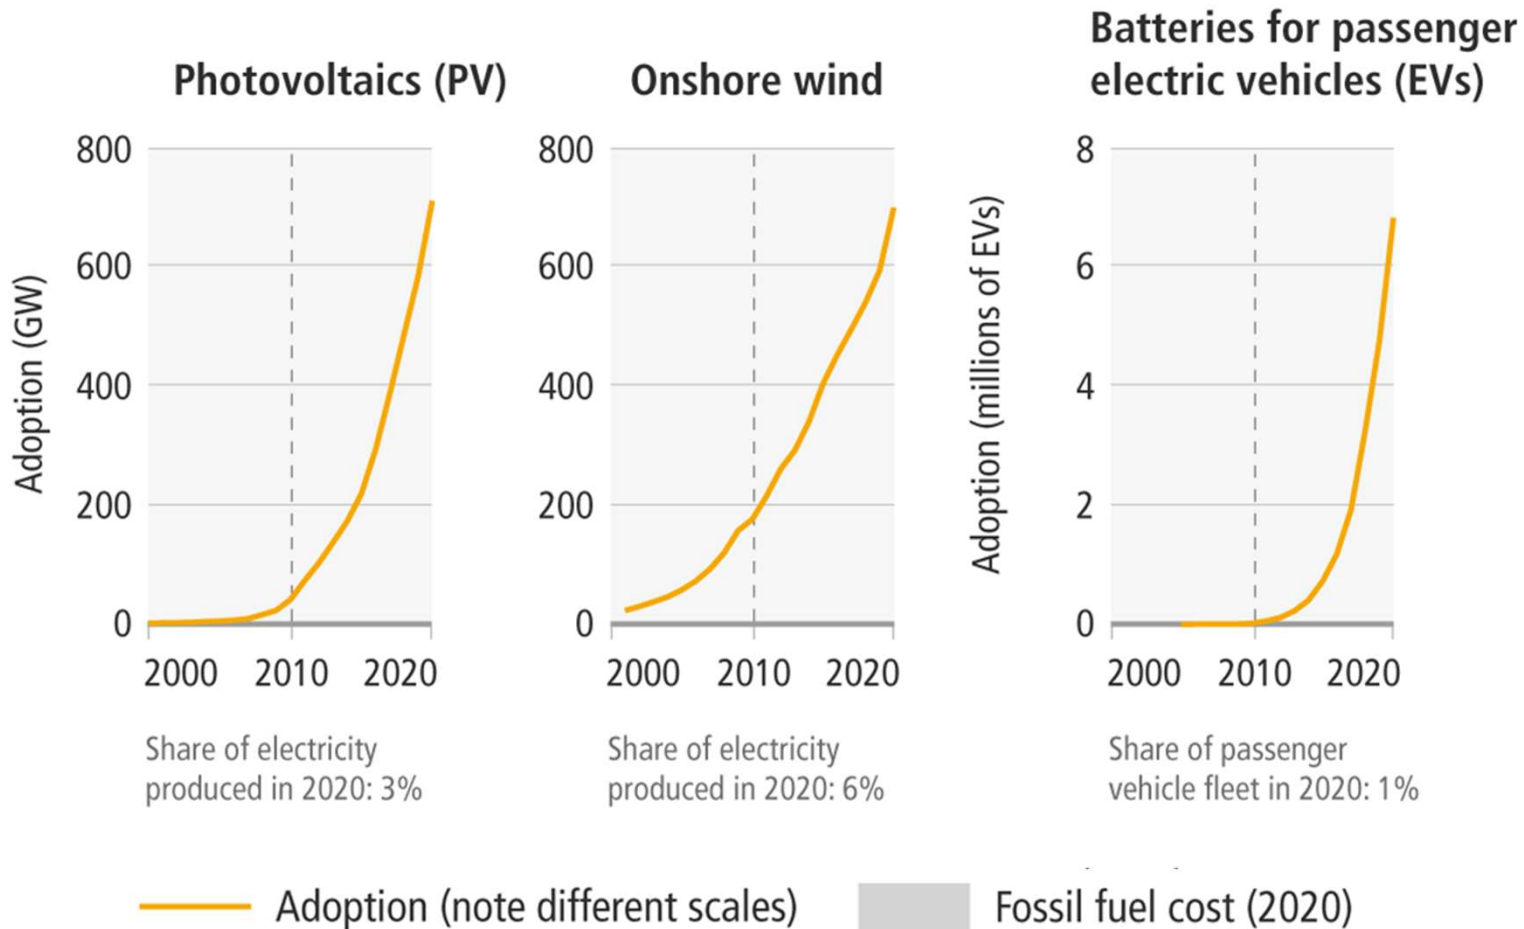 Photovoltaics (PV)
Onshore wind
Batteries for passenger
electric vehicles (EVs)
Adoption (GW)
800
600
400
200
0
2000 2010 2020
Share of electricity
produced in 2020: 3%
800
600
400
200
0
2000 2010 2020
Share of electricity
produced in 2020: 6%
Adoption (millions of EVs)
8
6
4
2
0
2000 2010 2020
Share of passenger
vehicle fleet in 2020: 1%
Adoption (note different scales)
Fossil fuel cost (2020)